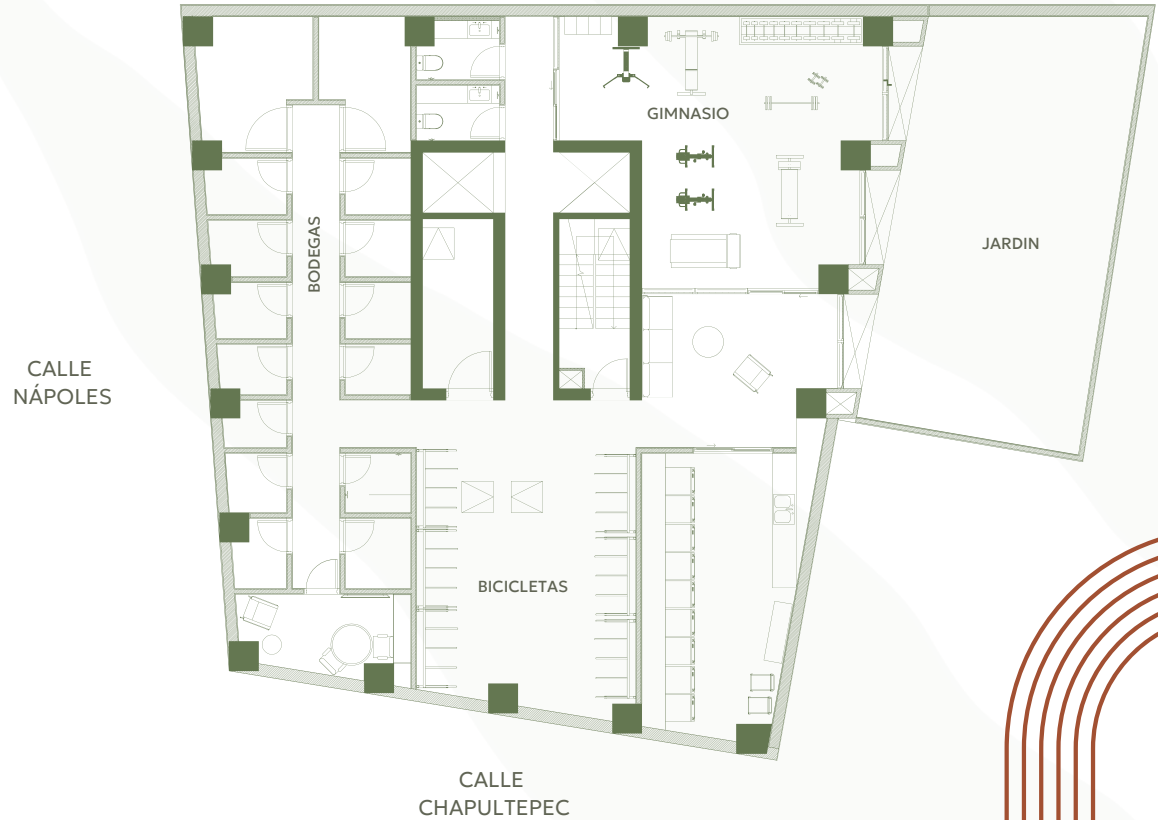 GIMNASIO
BODEGAS
JARDIN
CALLE
NÁPOLES
BICICLETAS
CALLE
CHAPULTEPEC